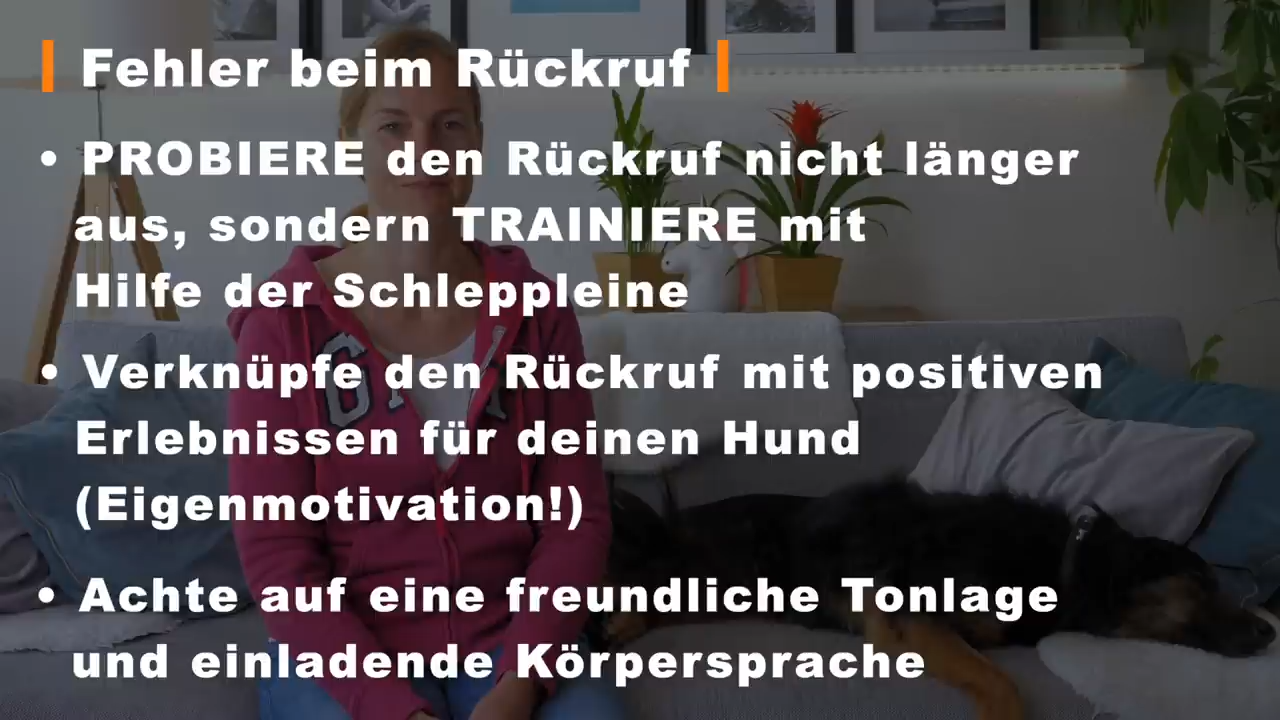 Fehler beim Rückruf
• PROBIERE den Rückruf nicht länger
aus, sondern TRAINIERE mit
Hilfe der Schleppleine
• Verknüpfe den Rückruf mit positiven
Erlebnissen für deinen Hund
(Eigenmotivation!)
• Achte auf eine freundliche Tonlage
und einladende Körpersprache